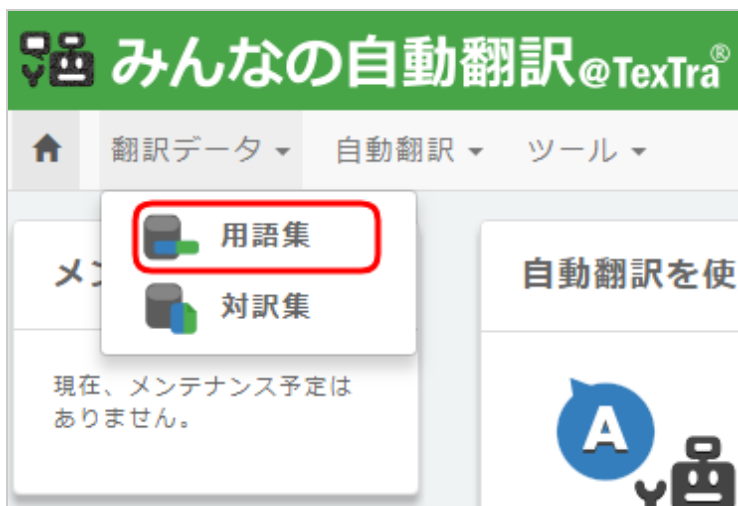 みんなの自動翻訳@TexTra®
翻訳データ 自動翻訳 ツール
用語集
対訳集
メン
自動翻訳を使
現在、メンテナンス予定は
ありません。
A